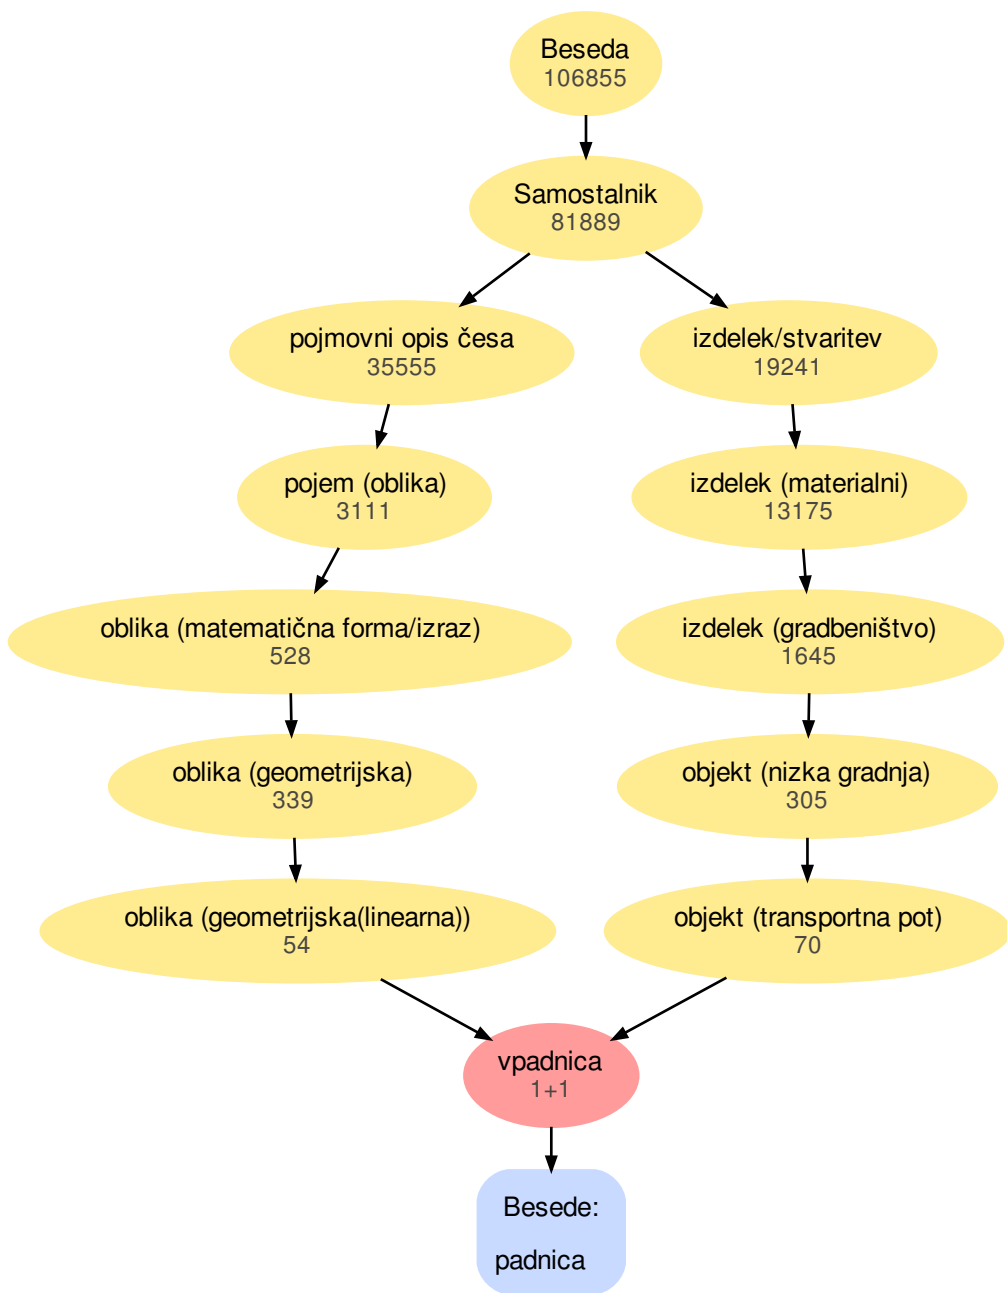 Beseda
106855
Samostalnik
81889
pojmovni opis česa
35555
izdelek/stvaritev
19241
pojem (oblika)
3111
izdelek (materialni)
13175
oblika (matematična forma/izraz)
528
izdelek (gradbeništvo)
1645
oblika (geometrijska)
339
objekt (nizka gradnja)
305
oblika (geometrijska(linearna))
54
objekt (transportna pot)
70
vpadnica
1+1
Besede:
padnica